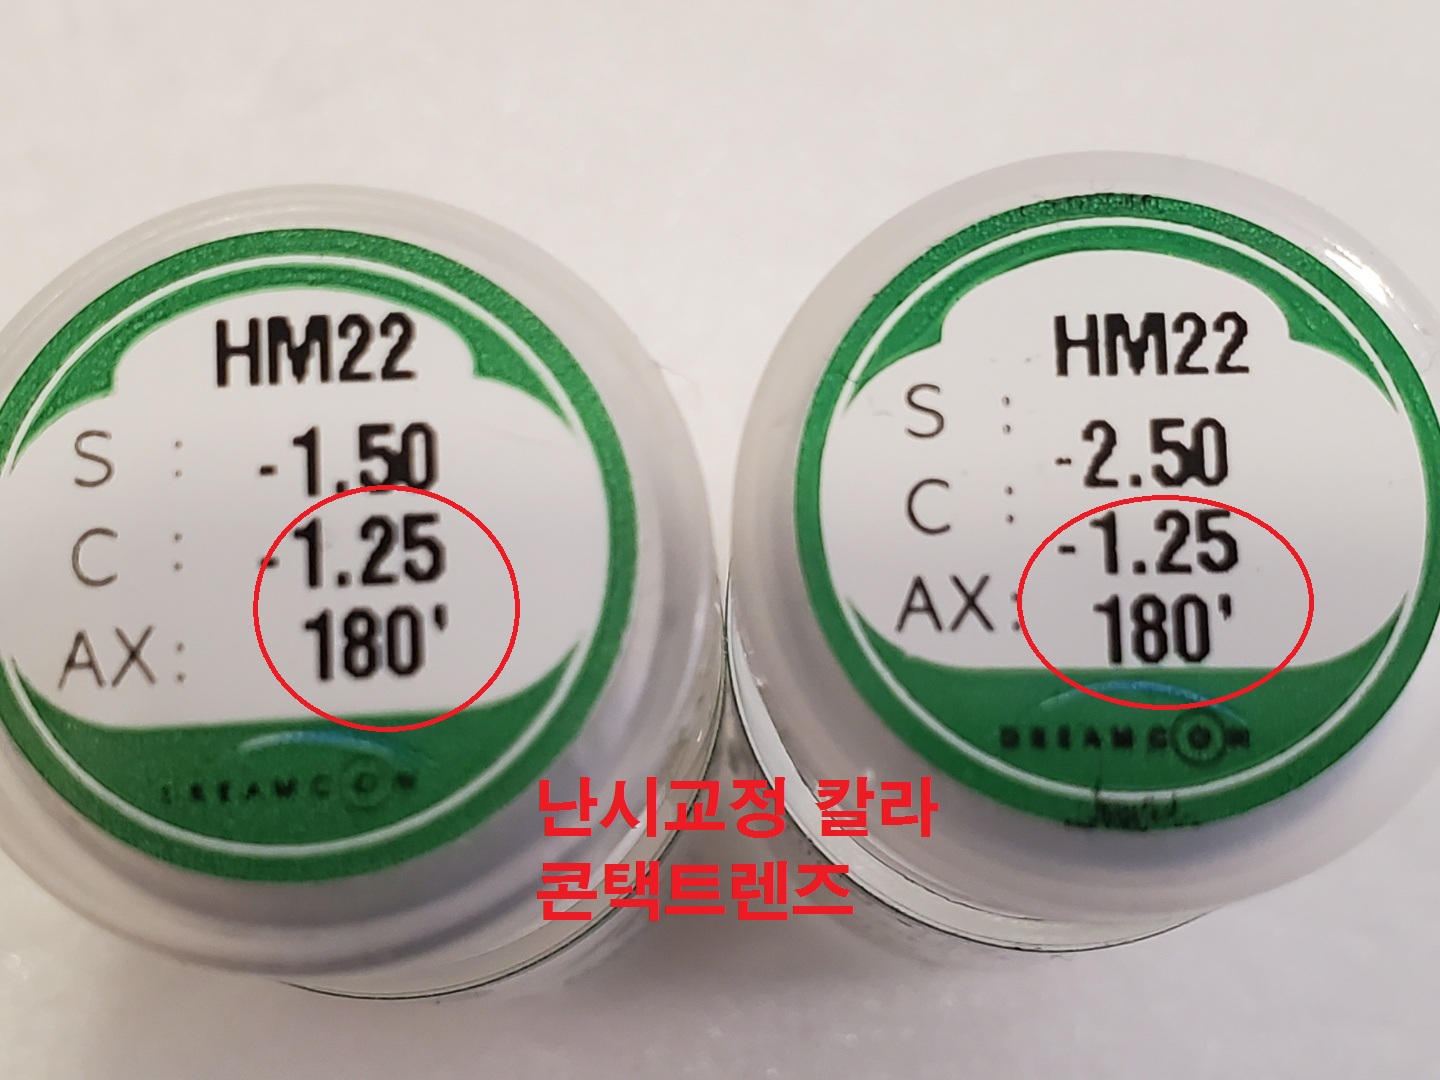 HM22
S : -1.50
C : -1.25
AX: 180'
DREAMCON
HM22
S : -2.50
C : -1.25
AX: 180'
DREAMCON
난시교정 칼라
콘택트렌즈